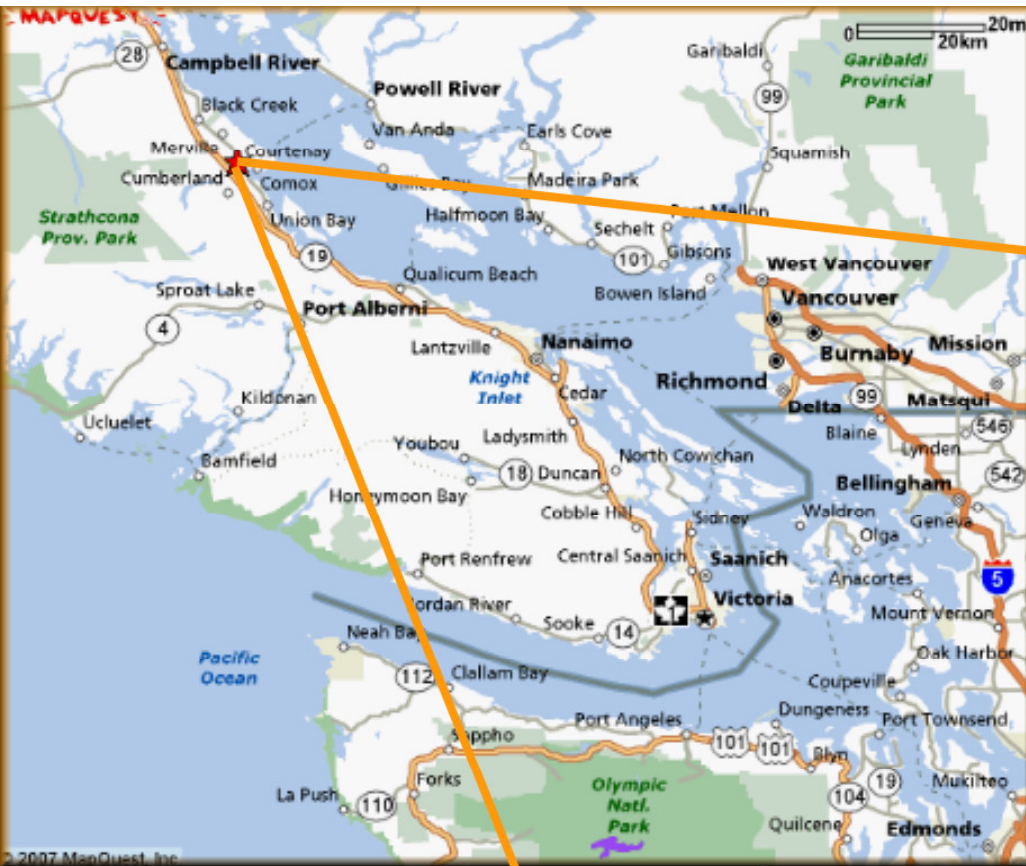 MAPQUEST
20m
0
20km
28
Campbell River
Garibaldi
Garibaldi
Provincial
Park
Powell River
99
Black Creek
Van Anda
Earls Cove
Merville
Courtenay
Squamish
Cumberland
Comox
Gillies Bay
Madeira Park
Strathcona
Prov. Park
Union Bay
Halfmoon Bay
Port Mellon
Sechelt
19
101
Gibsons
Qualicum Beach
West Vancouver
Sproat Lake
Bowen Island
Vancouver
Port Alberni
4
Lantzville
Nanaimo
Burnaby
Mission
Knight
Inlet
Richmond
Cedar
99
Matsqui
Kildonan
Delta
Ucluelet
Ladysmith
Blaine
546
Youbou
Lynden
Bamfield
North Cowichan
18
Duncan
542
Honeymoon Bay
Bellingham
Cobble Hill
Sidney
Waldron
Geneva
Olga
Port Renfrew
Central Saanich
Saanich
Anacortes
5
Jordan River
1
Victoria
Mount Vernon
Sooke
14
Neah Bay
Oak Harbor
Pacific
Ocean
112
Clallam Bay
Coupeville
Port Angeles
Dungeness
Port Townsend
Sappho
101
101
Blyn
La Push
110
Forks
Olympic
Natl.
Park
19
Mukilteo
104
Quilcene
Edmonds
© 2007 MapQuest, Inc